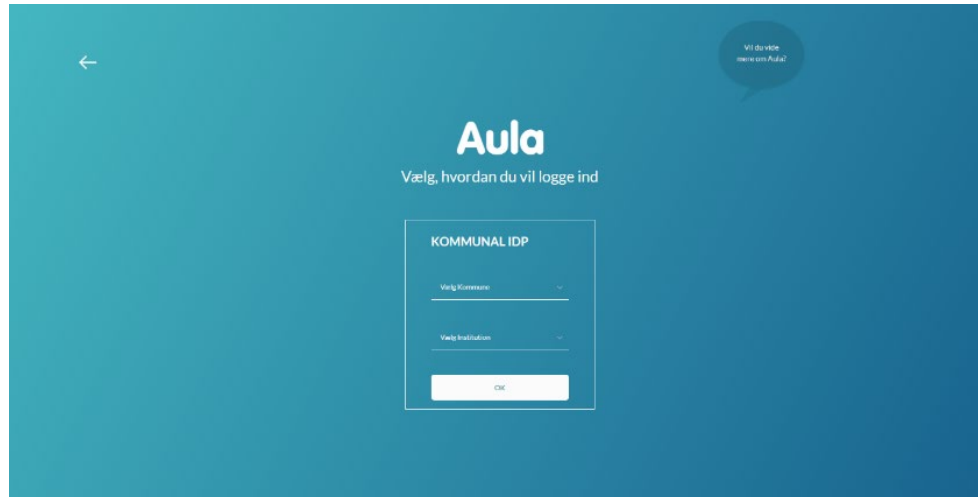 Vil du vide
mere om Aula?
Aula
Vælg, hvordan du vil logge ind
KOMMUNAL IDP
Vælg Kommune
Vælg Institution
OK